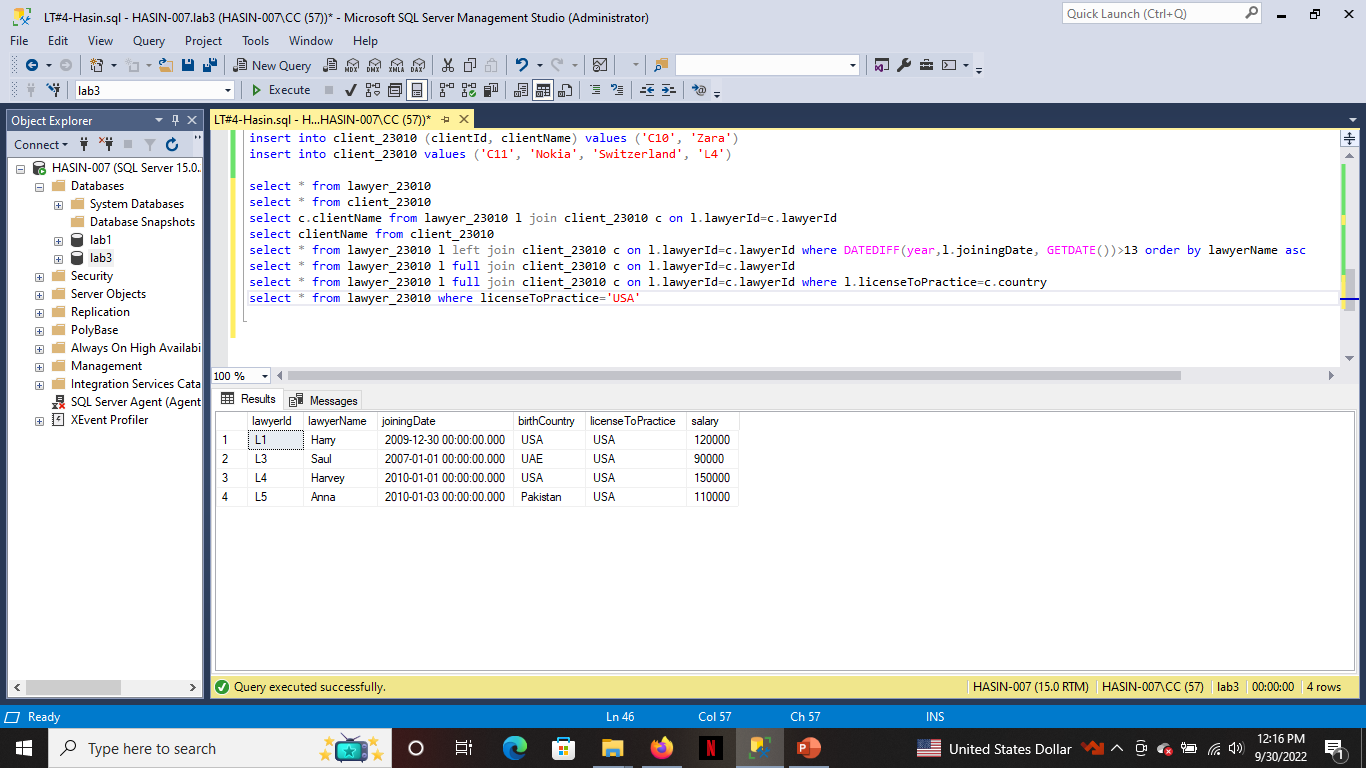 LT#4-Hasin.sql - HASIN-007.lab3 (HASIN-007\CC (57))* - Microsoft SQL Server Management Studio (Administrator)
Quick Launch (Ctrl+Q)
File Edit View Query Project Tools Window Help
New Query
MDX DMX XMLA DAX
lab3
Execute
Object Explorer
LT#4-Hasin.sql - H...HASIN-007\CC (57))*
Connect
HASIN-007 (SQL Server 15.0.
Databases
System Databases
Database Snapshots
lab1
lab3
Security
Server Objects
Replication
PolyBase
Always On High Availabi
Management
Integration Services Cata
SQL Server Agent (Agent
XEvent Profiler
insert into client_23010 (clientId, clientName) values ('C10', 'Zara')
insert into client_23010 values ('C11', 'Nokia', 'Switzerland', 'L4')
select * from lawyer_23010
select * from client_23010
select c.clientName from lawyer_23010 l join client_23010 c on l.lawyerId=c.lawyerId
select clientName from client_23010
select * from lawyer_23010 l left join client_23010 c on l.lawyerId=c.lawyerId where DATEDIFF(year,l.joiningDate, GETDATE())>13 order by lawyerName asc
select * from lawyer_23010 l full join client_23010 c on l.lawyerId=c.lawyerId
select * from lawyer_23010 l full join client_23010 c on l.lawyerId=c.lawyerId where l.licenseToPractice=c.country
select * from lawyer_23010 where licenseToPractice='USA'
100 %
Results Messages
lawyerId lawyerName joiningDate birthCountry licenseToPractice salary
1 L1 Harry 2009-12-30 00:00:00.000 USA USA 120000
2 L3 Saul 2007-01-01 00:00:00.000 UAE USA 90000
3 L4 Harvey 2010-01-01 00:00:00.000 USA USA 150000
4 L5 Anna 2010-01-03 00:00:00.000 Pakistan USA 110000
Query executed successfully.
HASIN-007 (15.0 RTM) HASIN-007\CC (57) lab3 00:00:00 4 rows
Ready Ln 46 Col 57 Ch 57 INS
Type here to search
N
P
United States Dollar
12:16 PM
9/30/2022
1